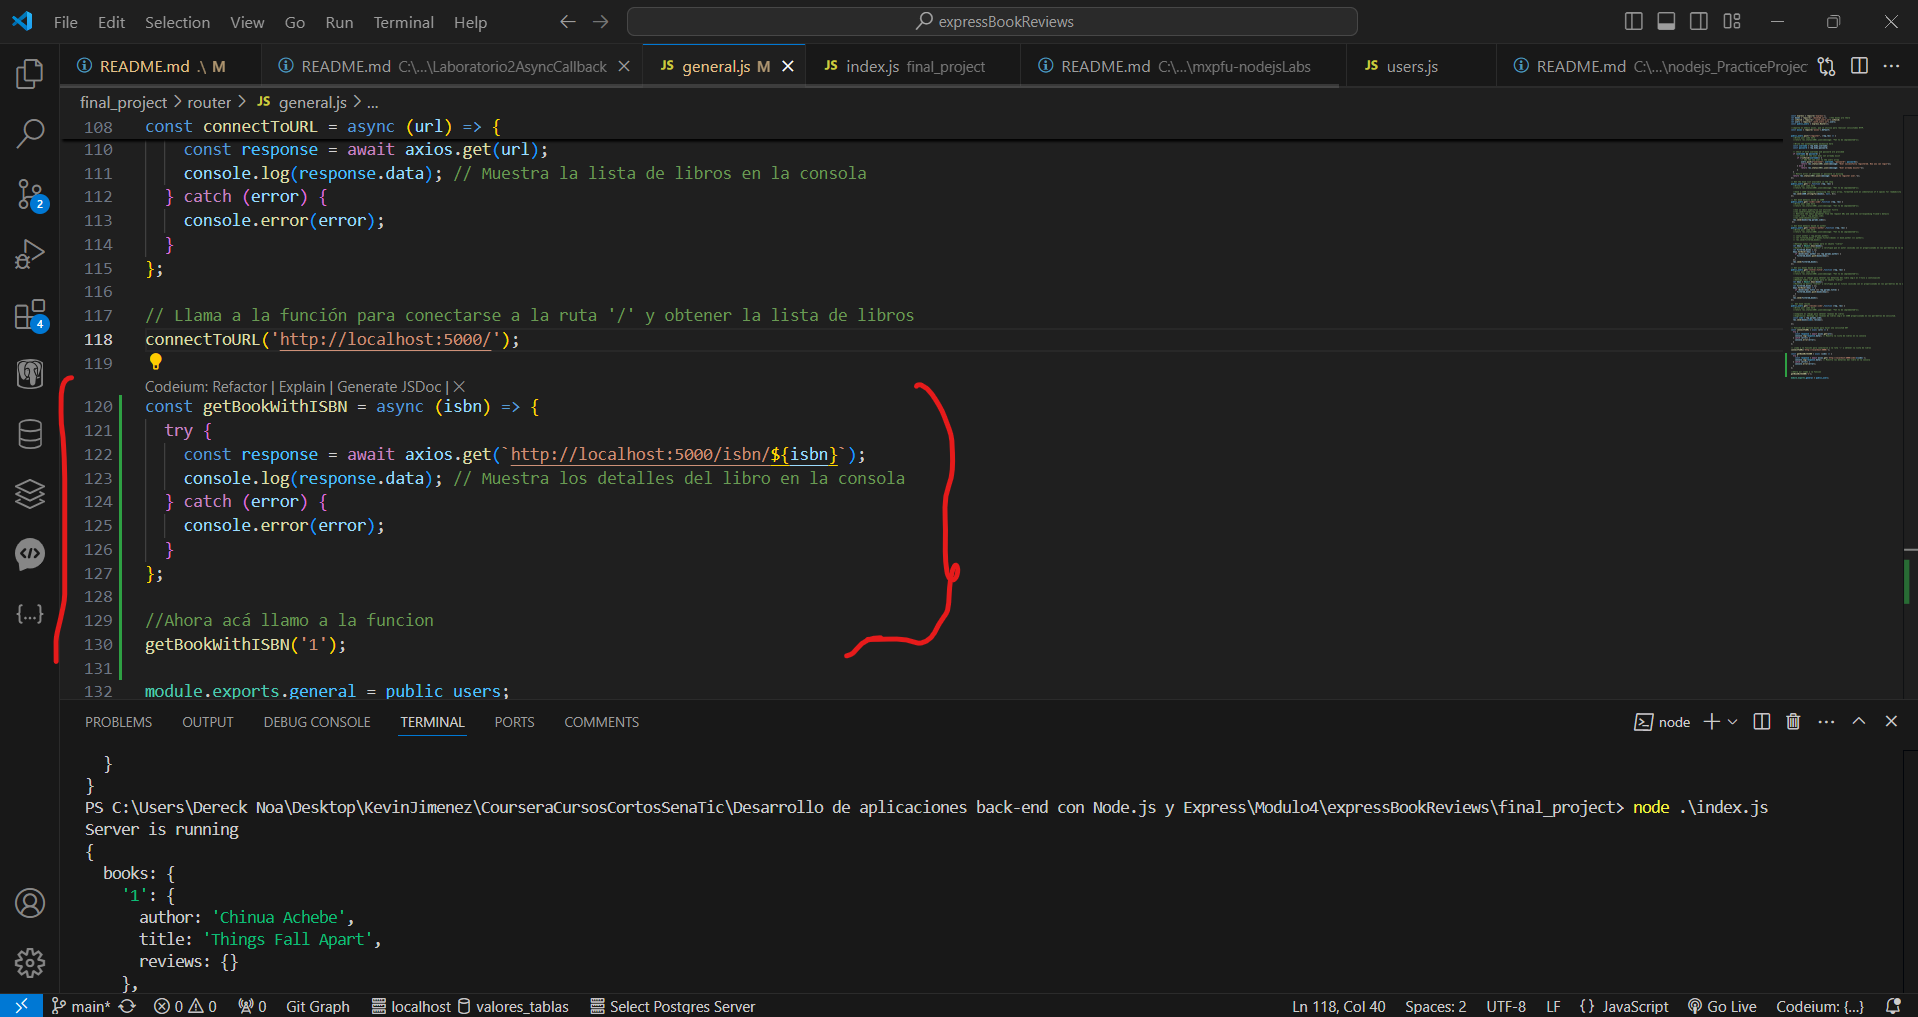 File Edit Selection View Go Run Terminal Help expressBookReviews
README.md .\ M README.md C:\...\Laboratorio2AsyncCallback JS general.js M JS index.js final_project README.md C:\...\mxpfu-nodejsLabs JS users.js README.md C:\...\nodejs_PracticeProjec
final_project > router > JS general.js > ...
108 const connectToURL = async (url) => {
110 const response = await axios.get(url);
111 console.log(response.data); // Muestra la lista de libros en la consola
112 } catch (error) {
113 console.error(error);
114 }
115 };
116
117 // Llama a la función para conectarse a la ruta '/' y obtener la lista de libros
118 connectToURL('http://localhost:5000/');
119
Codeium: Refactor | Explain | Generate JSDoc | ×
120 const getBookWithISBN = async (isbn) => {
121 try {
122 const response = await axios.get(`http://localhost:5000/isbn/${isbn}`);
123 console.log(response.data); // Muestra los detalles del libro en la consola
124 } catch (error) {
125 console.error(error);
126 }
127 };
128
129 //Ahora acá llamo a la funcion
130 getBookWithISBN('1');
131
132 module.exports.general = public_users;
PROBLEMS OUTPUT DEBUG CONSOLE TERMINAL PORTS COMMENTS node
}
}
PS C:\Users\Dereck Noa\Desktop\KevinJimenez\CourseraCursosCortosSenaTic\Desarrollo de aplicaciones back-end con Node.js y Express\Modulo4\expressBookReviews\final_project> node .\index.js
Server is running
{
books: {
'1': {
author: 'Chinua Achebe',
title: 'Things Fall Apart',
reviews: {}
},
2
4
main* 0 0 0 Git Graph localhost valores_tablas Select Postgres Server Ln 118, Col 40 Spaces: 2 UTF-8 LF {} JavaScript Go Live Codeium: {...}